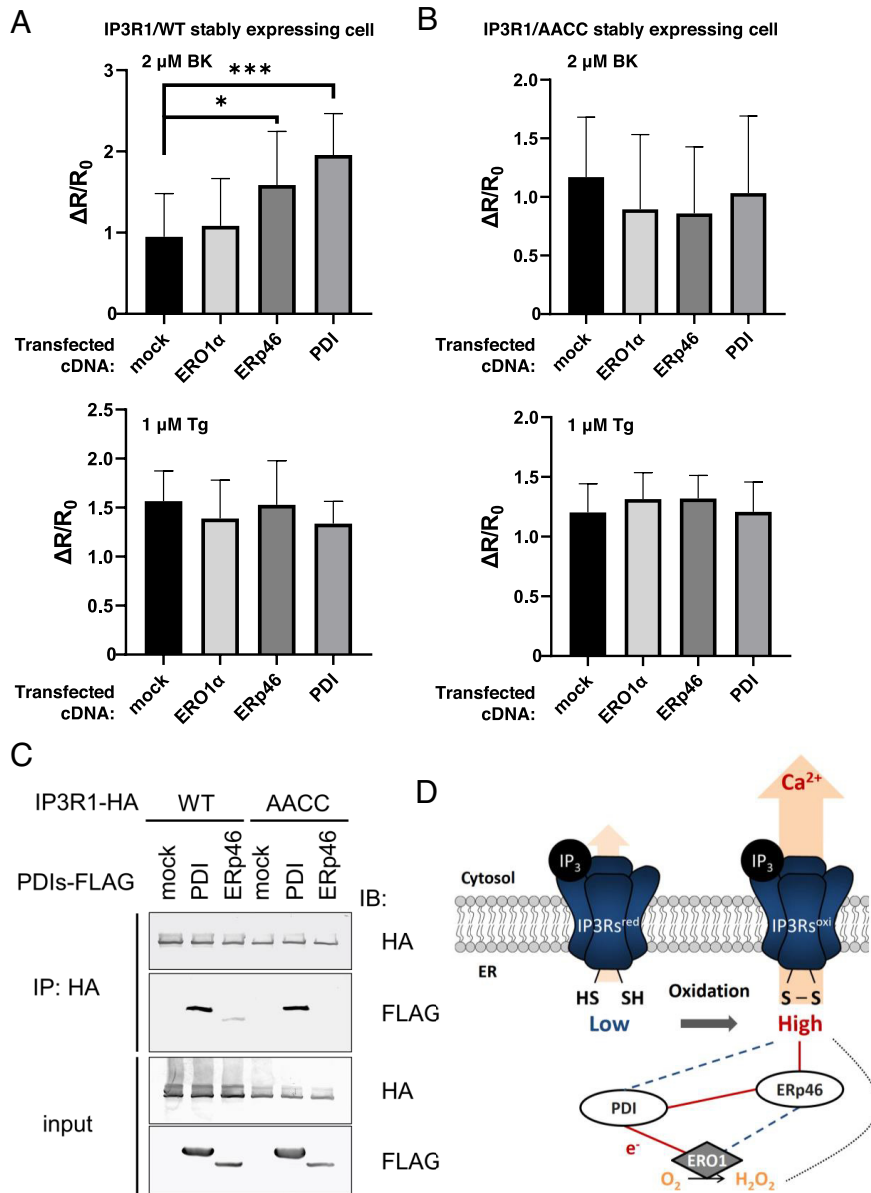 A
IP3R1/WT stably expressing cell
2 µM BK
***
*
3
2
1
0
ΔR/R0
Transfected
cDNA:
mock
ERO1α
ERp46
PDI
1 µM Tg
2.5
2.0
1.5
1.0
0.5
0
ΔR/R0
Transfected
cDNA:
mock
ERO1α
ERp46
PDI
B
IP3R1/AACC stably expressing cell
2 µM BK
2.0
1.5
1.0
0.5
0
ΔR/R0
Transfected
cDNA:
mock
ERO1α
ERp46
PDI
1 µM Tg
2.0
1.5
1.0
0.5
0
ΔR/R0
Transfected
cDNA:
mock
ERO1α
ERp46
PDI
C
IP3R1-HA WT AACC
PDIs-FLAG mock PDI ERp46 mock PDI ERp46
IB:
IP: HA
HA
FLAG
input
HA
FLAG
D
Ca2+
IP3 IP3
Cytosol
IP3Rsred IP3Rsoxi
ER
HS SH Oxidation S – S
Low High
PDI ERp46
e-
ERO1
O2 H2O2